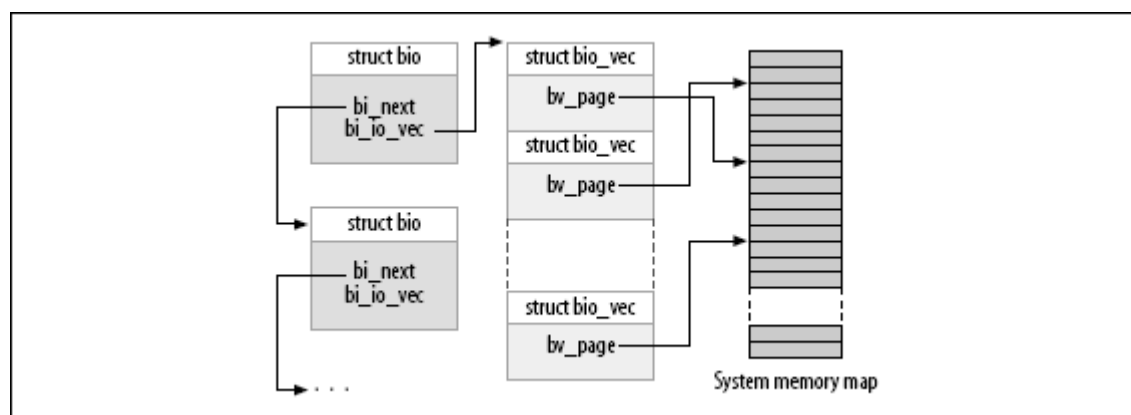 struct bio
bi_next
bi_io_vec
struct bio
bi_next
bi_io_vec
. . .
struct bio_vec
bv_page
struct bio_vec
bv_page
struct bio_vec
bv_page
System memory map